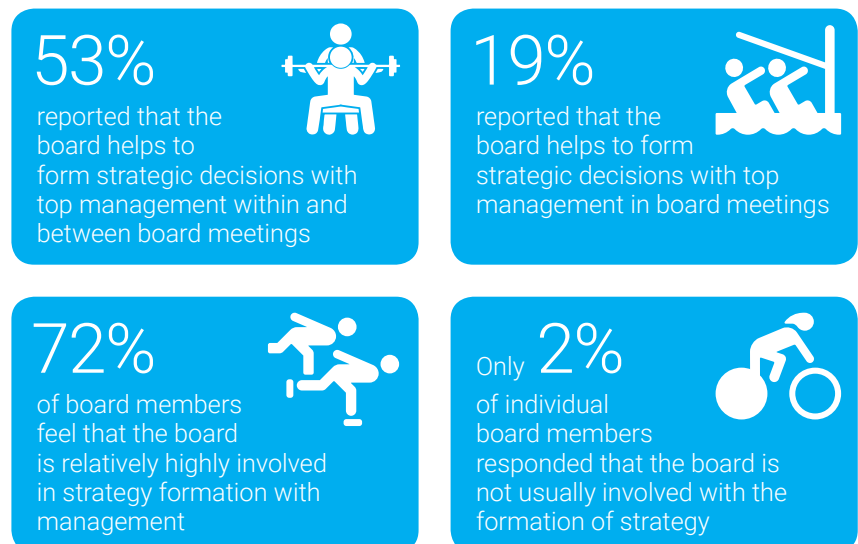 53%
reported that the
board helps to
form strategic decisions with
top management within and
between board meetings
19%
reported that the
board helps to form
strategic decisions with top
management in board meetings
72%
of board members
feel that the board
is relatively highly involved
in strategy formation with
management
Only 2%
of individual
board members
responded that the board is
not usually involved with the
formation of strategy